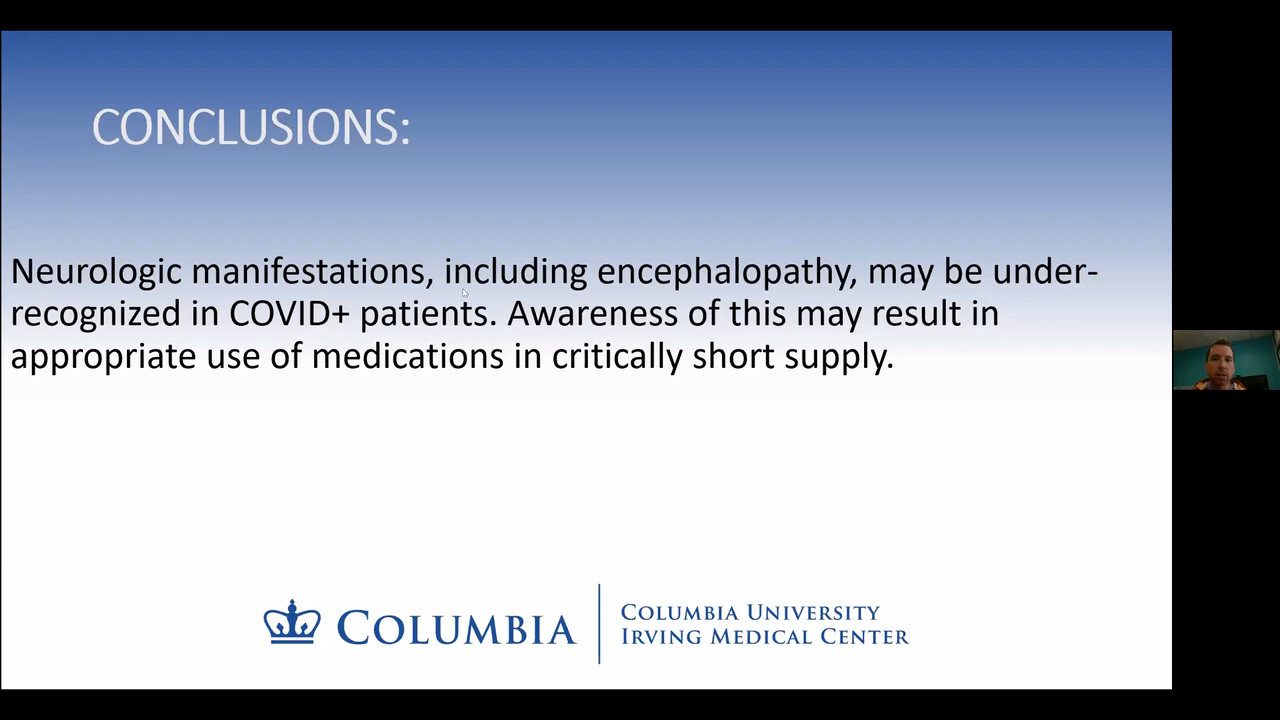 CONCLUSIONS:
Neurologic manifestations, including encephalopathy, may be under-
recognized in COVID+ patients. Awareness of this may result in
appropriate use of medications in critically short supply.
COLUMBIA
COLUMBIA UNIVERSITY
IRVING MEDICAL CENTER